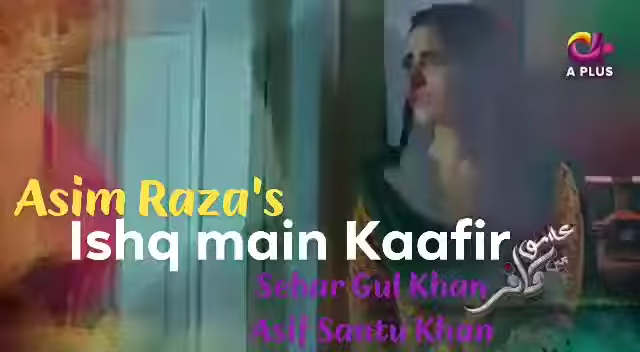 A PLUS
Asim Raza's
Ishq main Kaafir
عشق میں کافر
Sehar Gul Khan
Asif Santu Khan